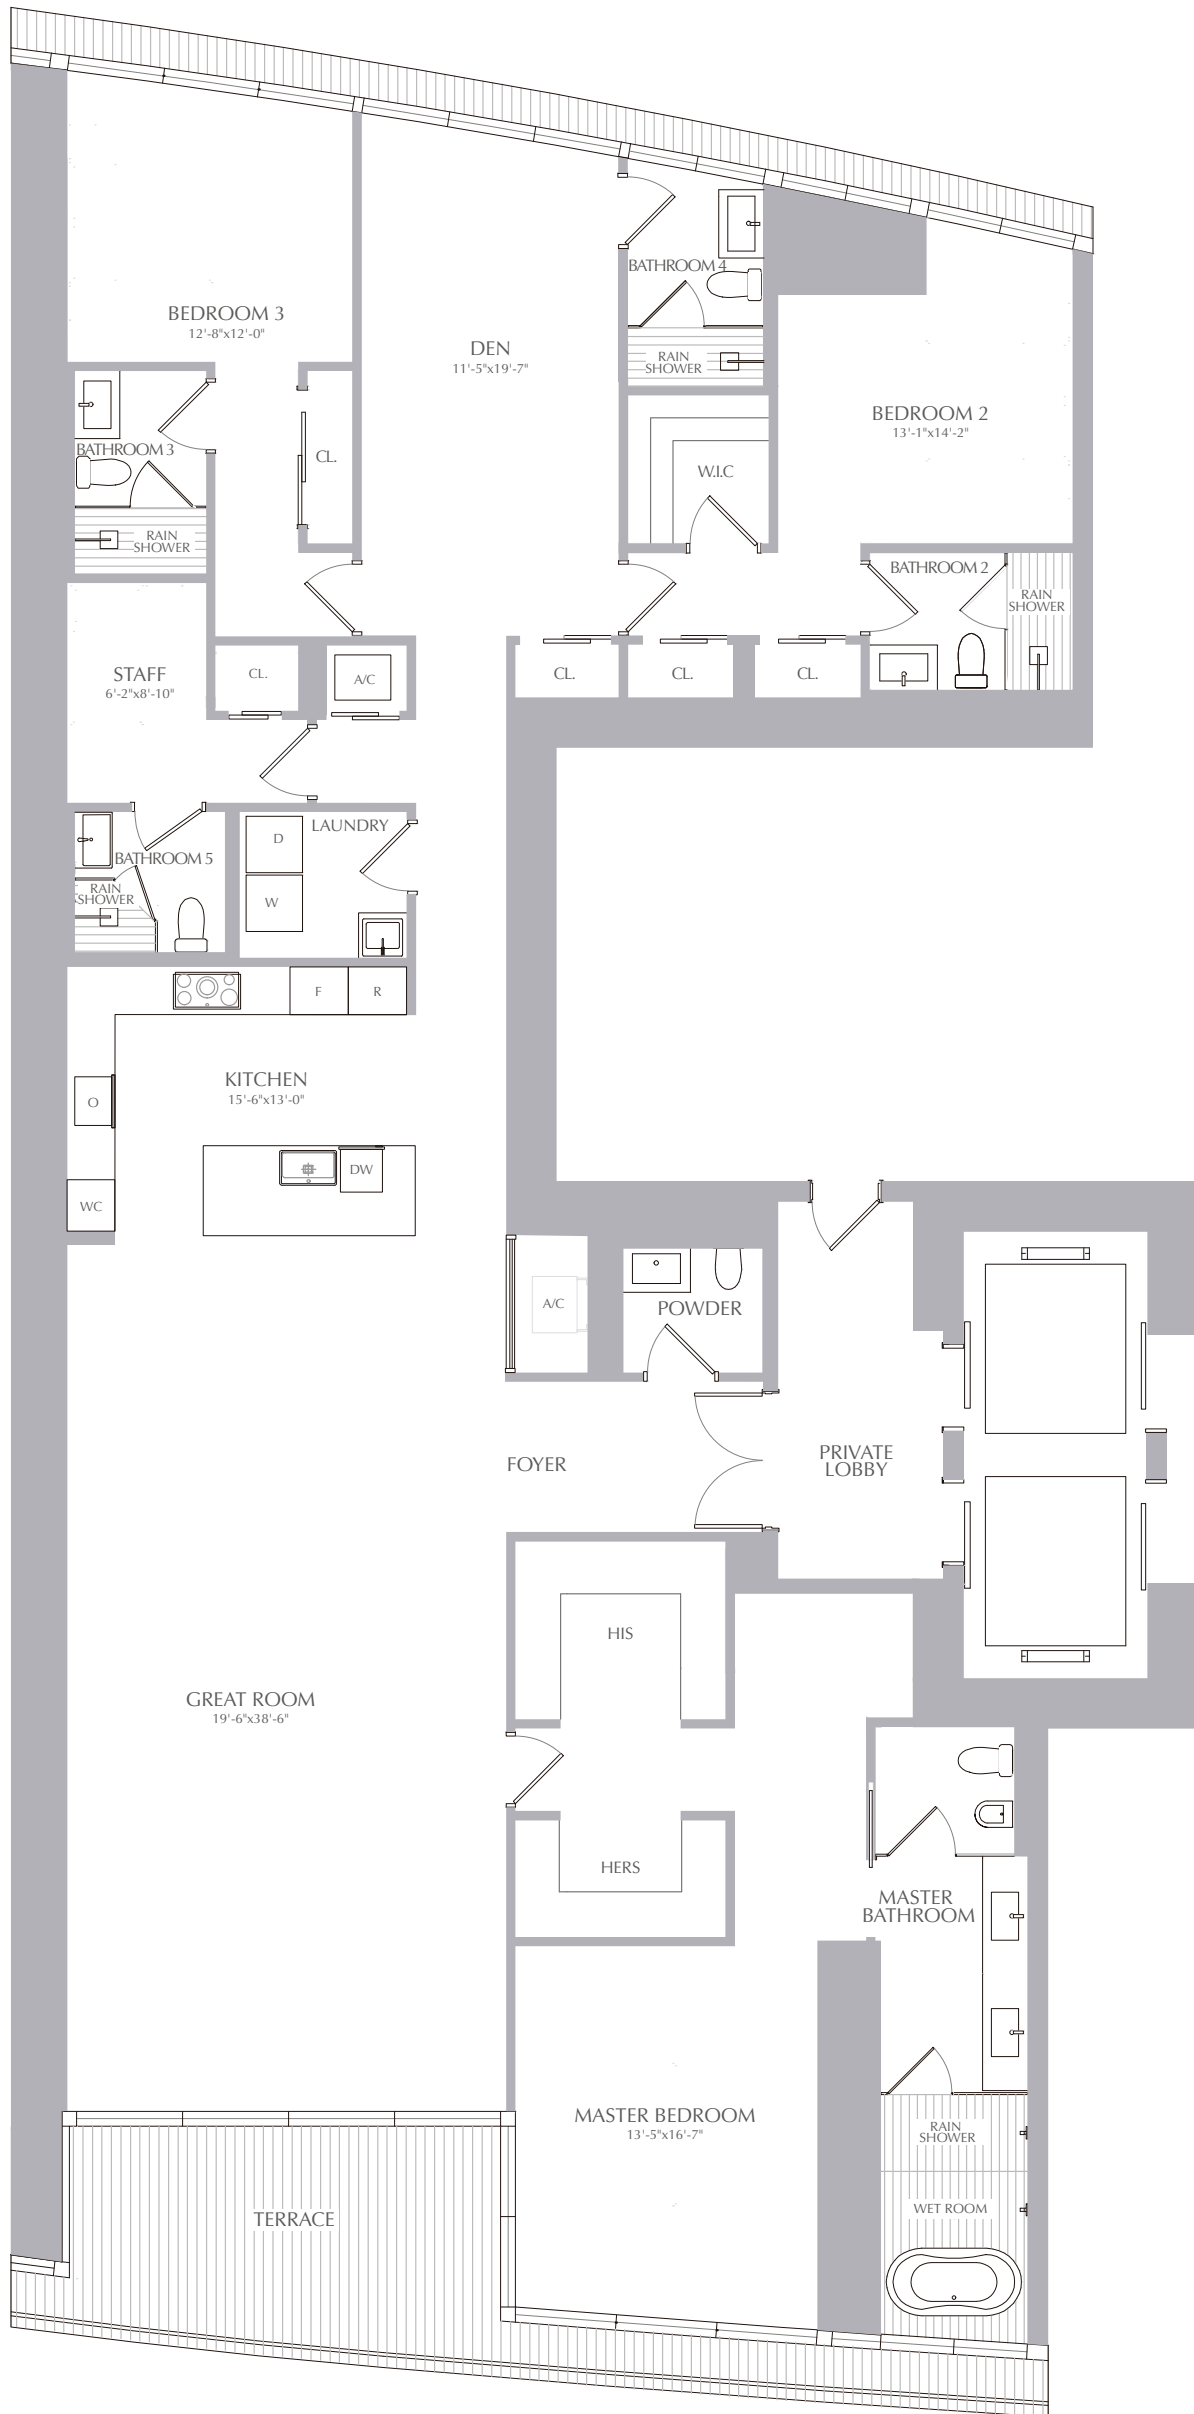 BEDROOM 3
12'-8"x12'-0"
DEN
11'-5"x19'-7"
BATHROOM 4
RAIN
SHOWER
BEDROOM 2
13'-1"x14'-2"
BATHROOM 3
CL.
W.I.C
RAIN
SHOWER
BATHROOM 2
RAIN
SHOWER
STAFF
6'-2"x8'-10"
CL.
A/C
CL.
CL.
CL.
LAUNDRY
D
BATHROOM 5
RAIN
SHOWER
W
F
R
KITCHEN
15'-6"x13'-0"
O
DW
WC
A/C
POWDER
FOYER
PRIVATE
LOBBY
HIS
GREAT ROOM
19'-6"x38'-6"
HERS
MASTER
BATHROOM
MASTER BEDROOM
13'-5"x16'-7"
RAIN
SHOWER
WET ROOM
TERRACE